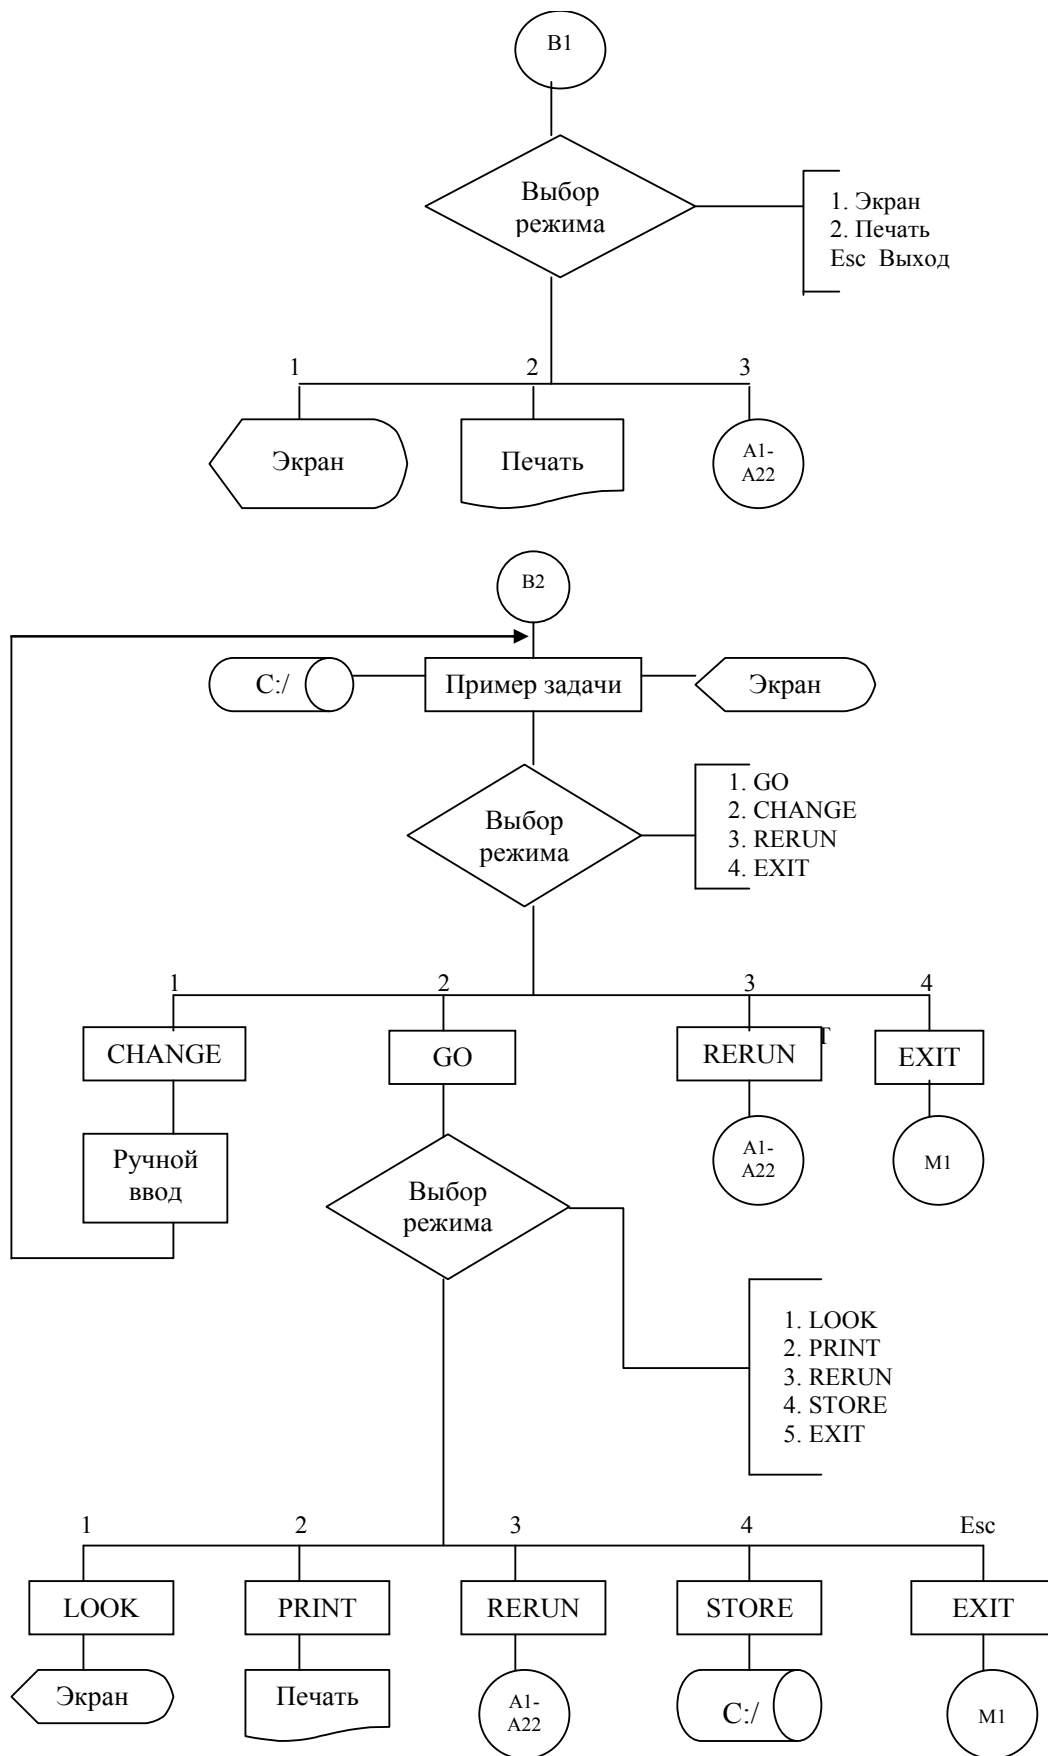 B1
Выбор
режима
1. Экран
2. Печать
Esc Выход
1
2
3
Экран
Печать
A1-
A22
B2
C:/
Пример задачи
Экран
Выбор
режима
1. GO
2. CHANGE
3. RERUN
4. EXIT
1
2
3
4
CHANGE
GO
RERUN
T
EXIT
Ручной
ввод
Выбор
режима
A1-
A22
M1
1. LOOK
2. PRINT
3. RERUN
4. STORE
5. EXIT
1
2
3
4
Esc
LOOK
PRINT
RERUN
STORE
EXIT
Экран
Печать
A1-
A22
C:/
M1